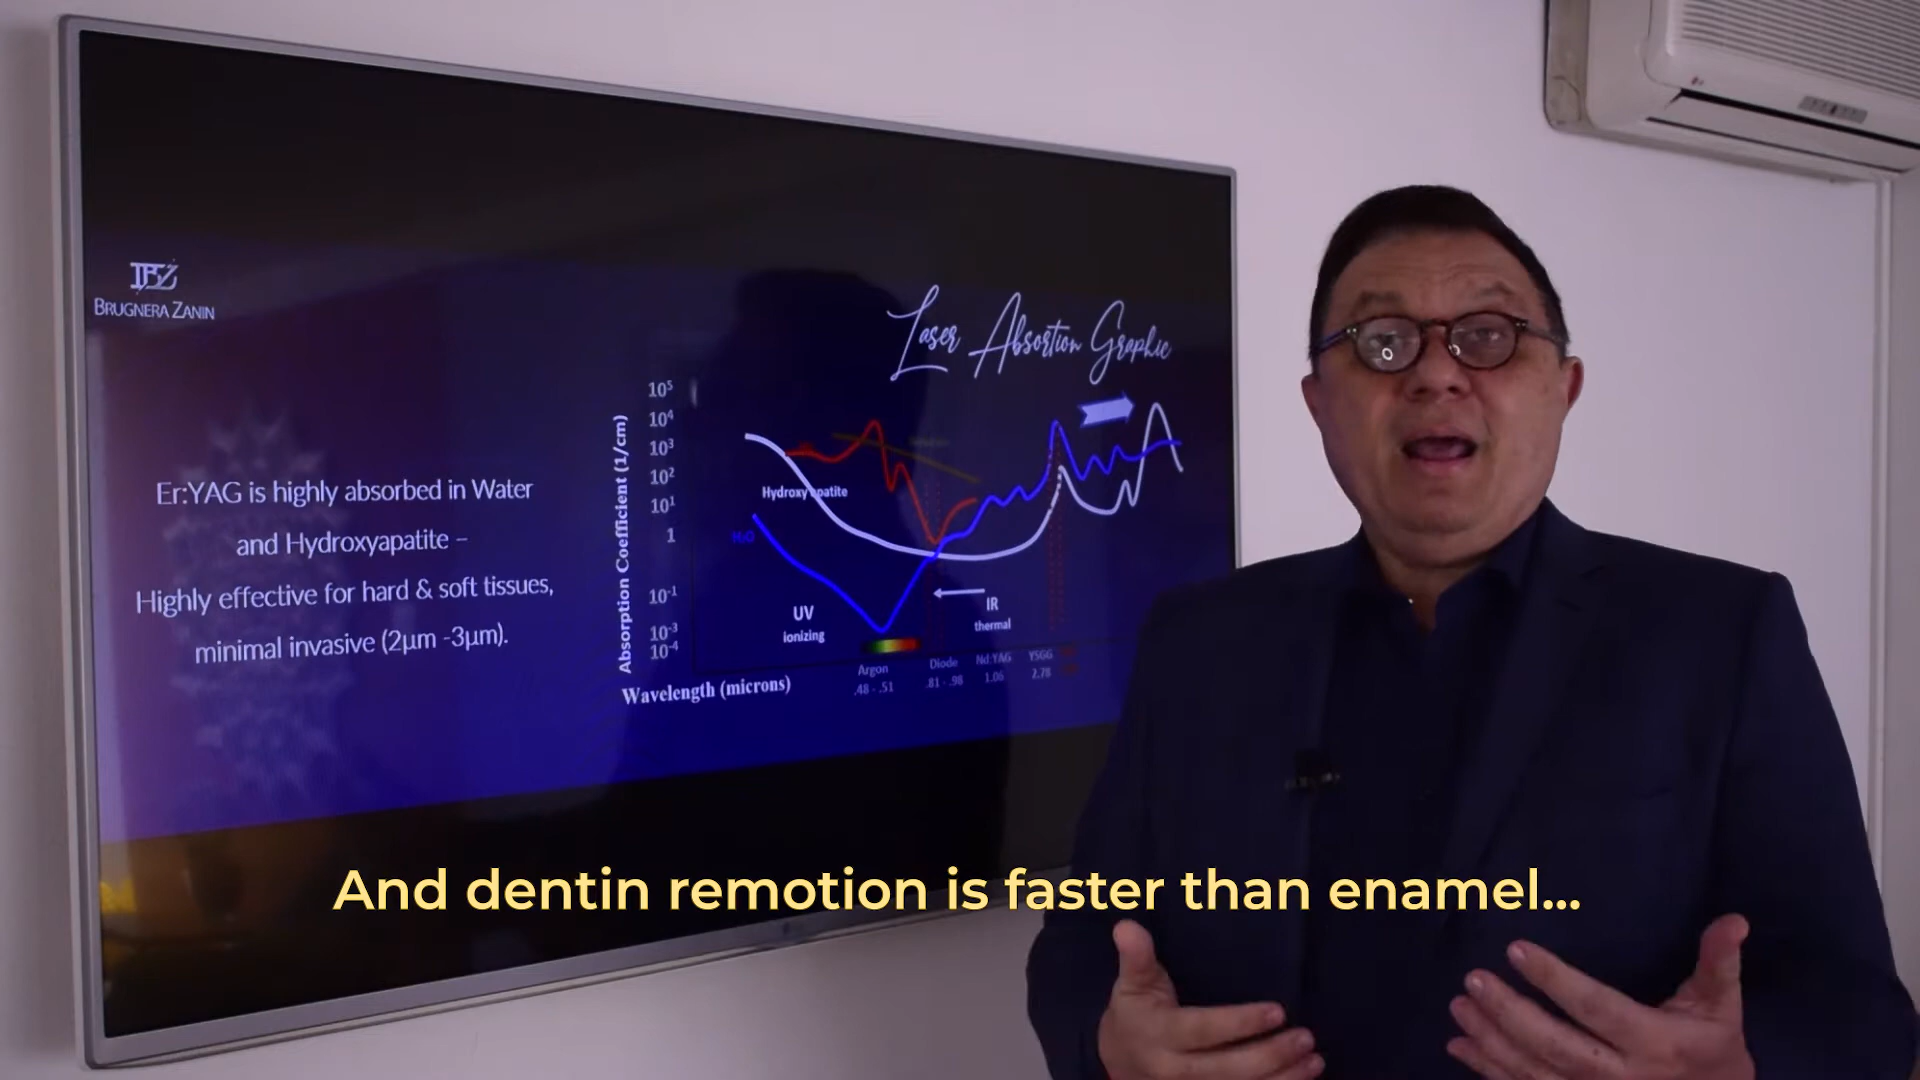 IBZ
BRUGNERA ZANIN
Laser Absortion Graphic
Er:YAG is highly absorbed in Water
and Hydroxyapatite –
Highly effective for hard & soft tissues,
minimal invasive (2µm -3µm).
Absorption Coefficient (1/cm)
10⁵
10⁴
10³
10²
10¹
1
10⁻¹
10⁻³
10⁻⁴
Hydroxyapatite
H₂O
UV
ionizing
IR
thermal
Argon
.48 - .51
Diode
.81 - .98
Nd:YAG
1.06
YSGG
2.78
Wavelength (microns)
And dentin remotion is faster than enamel...